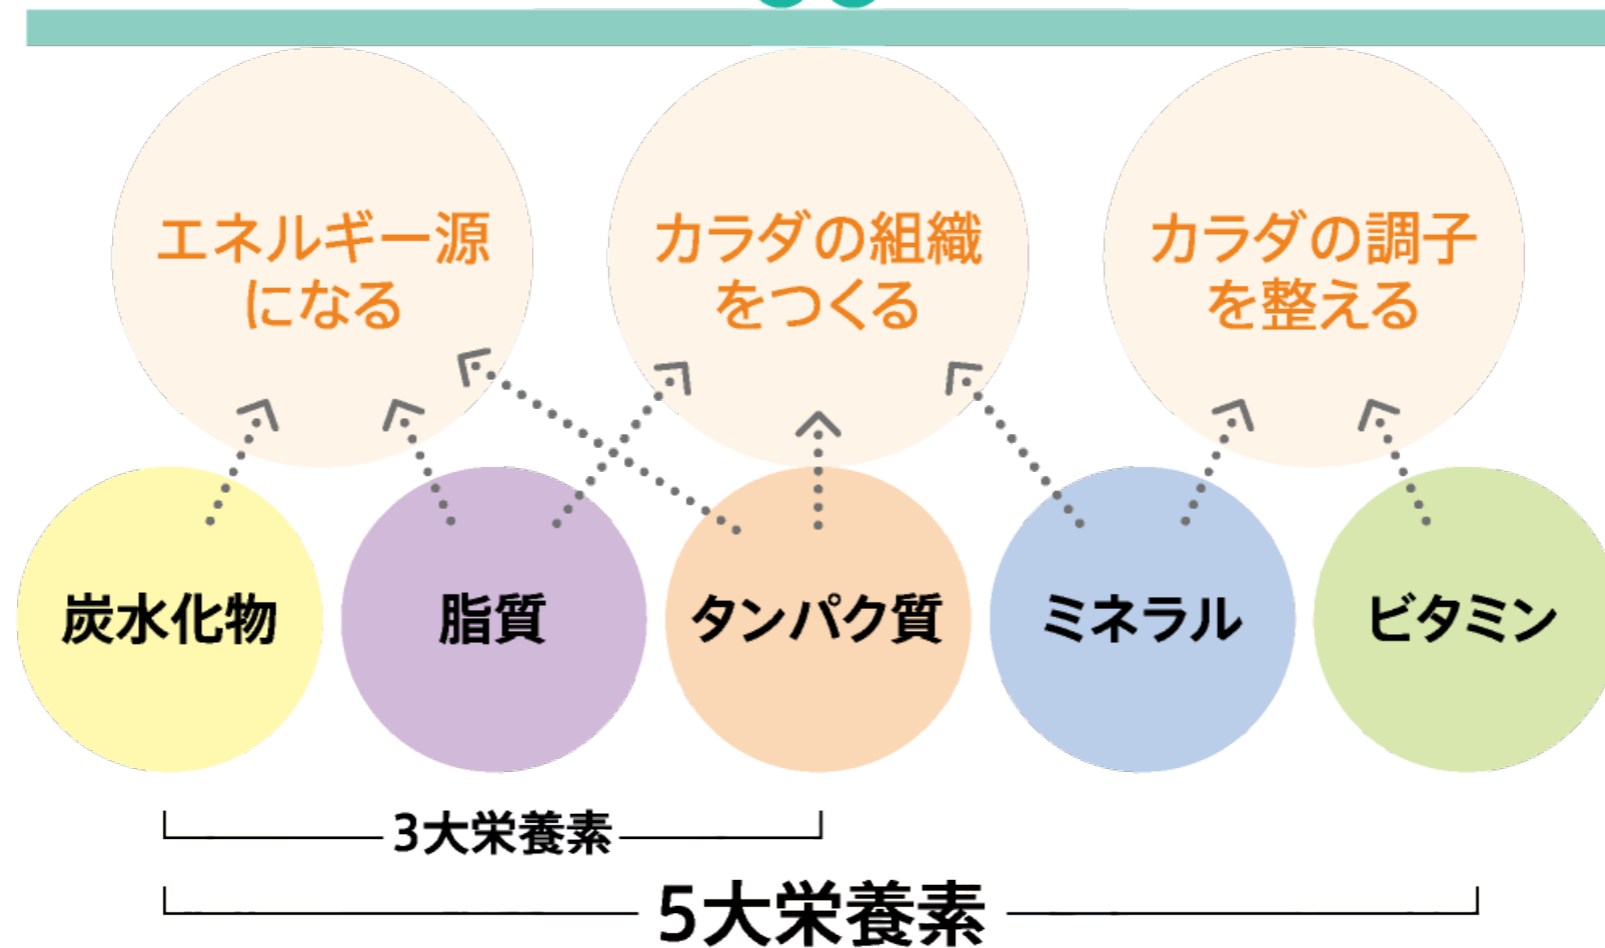 エネルギー源
になる
カラダの組織
をつくる
カラダの調子
を整える
炭水化物
脂質
タンパク質
ミネラル
ビタミン
3大栄養素
5大栄養素